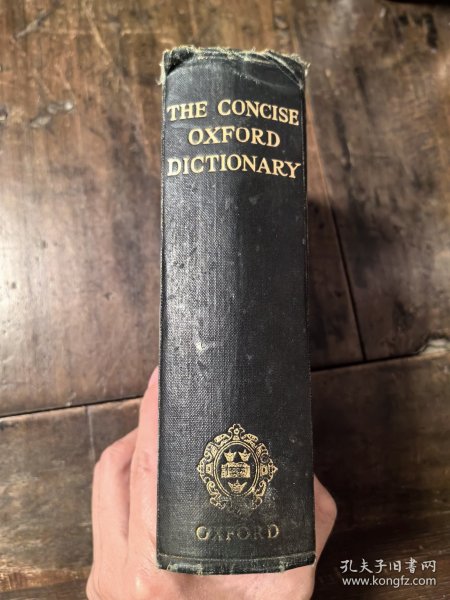 THE CONCISE
OXFORD
DICTIONARY
OXFORD
孔夫子旧书网
www.kongfz.com